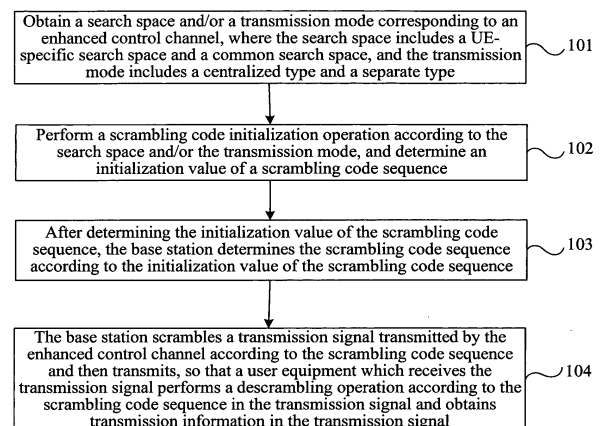 Obtain a search space and/or a transmission mode corresponding to an
enhanced control channel, where the search space includes a UE-
specific search space and a common search space, and the transmission
mode includes a centralized type and a separate type
101
Perform a scrambling code initialization operation according to the
search space and/or the transmission mode, and determine an
initialization value of a scrambling code sequence
102
After determining the initialization value of the scrambling code
sequence, the base station determines the scrambling code sequence
according to the initialization value of the scrambling code sequence
103
The base station scrambles a transmission signal transmitted by the
enhanced control channel according to the scrambling code sequence
and then transmits, so that a user equipment which receives the
transmission signal performs a descrambling operation according to the
scrambling code sequence in the transmission signal and obtains
transmission information in the transmission signal
104